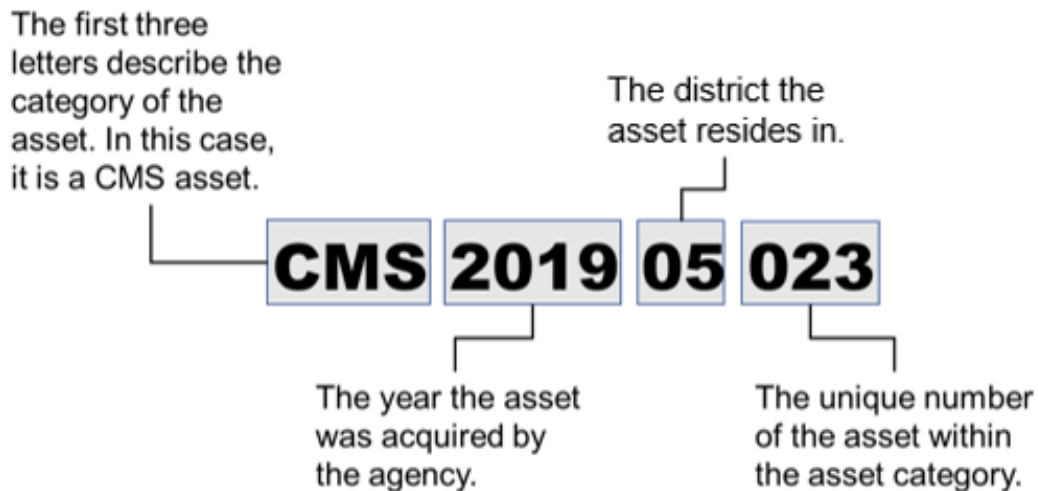 The first three
letters describe the
category of the
asset. In this case,
it is a CMS asset.
The district the
asset resides in.
CMS 2019 05 023
The year the asset
was acquired by
the agency.
The unique number
of the asset within
the asset category.